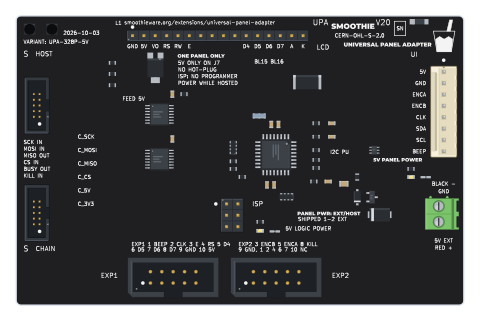 L1 smoothieware.org/extensions/universal-panel-adapter
UPA SMOOTHIE V20
CERN-OHL-S-2.0
UNIVERSAL PANEL ADAPTER
SN
2026-10-03
VARIANT: UPA-328P-5V
S HOST
GND 5V VO RS RW E D4 D5 D6 D7 A K
LCD
UI
ONE PANEL ONLY
5V ONLY ON J7
NO HOT-PLUG
ISP: NO PROGRAMMER
POWER WHILE HOSTED
BL15 BL16
FEED 5V
5V
GND
ENCA
ENCB
CLK
SDA
SCL
BEEP
SCK IN
MOSI IN
MISO OUT
CS IN
BUSY OUT
KILL IN
C_SCK
C_MOSI
C_MISO
C_CS
C_5V
C_3V3
I2C PU
5V PANEL POWER
BLACK -
GND
ISP
PANEL PWR: EXT/HOST
SHIPPED 1-2 EXT
5V LOGIC POWER
5V EXT
RED +
S CHAIN
EXP1 1 BEEP 2 CLK 3 E 4 RS 5 D4
6 D5 7 D6 8 D7 9 GND 10 5V
EXP2 3 ENCB 5 ENCA 8 KILL
9 GND, 1 2 4 6 7 10 NC
EXP1
EXP2